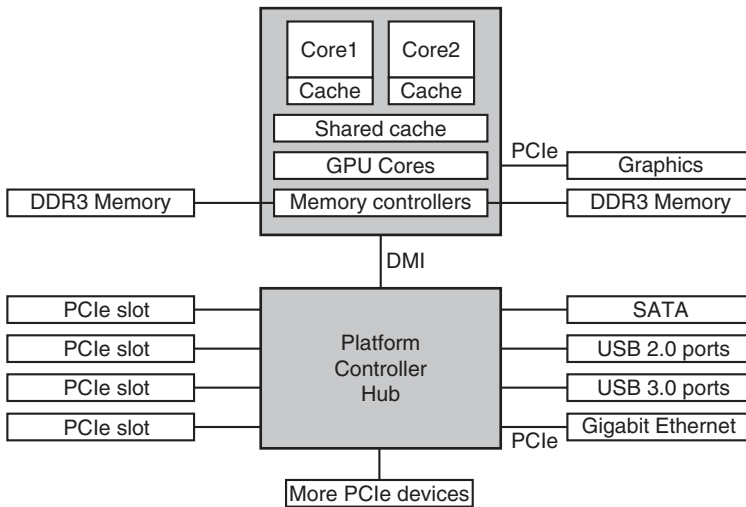 Core1
Core2
Cache
Cache
Shared cache
GPU Cores
PCIe
Graphics
DDR3 Memory
Memory controllers
DDR3 Memory
DMI
PCIe slot
PCIe slot
PCIe slot
PCIe slot
Platform
Controller
Hub
SATA
USB 2.0 ports
USB 3.0 ports
Gigabit Ethernet
PCIe
More PCIe devices